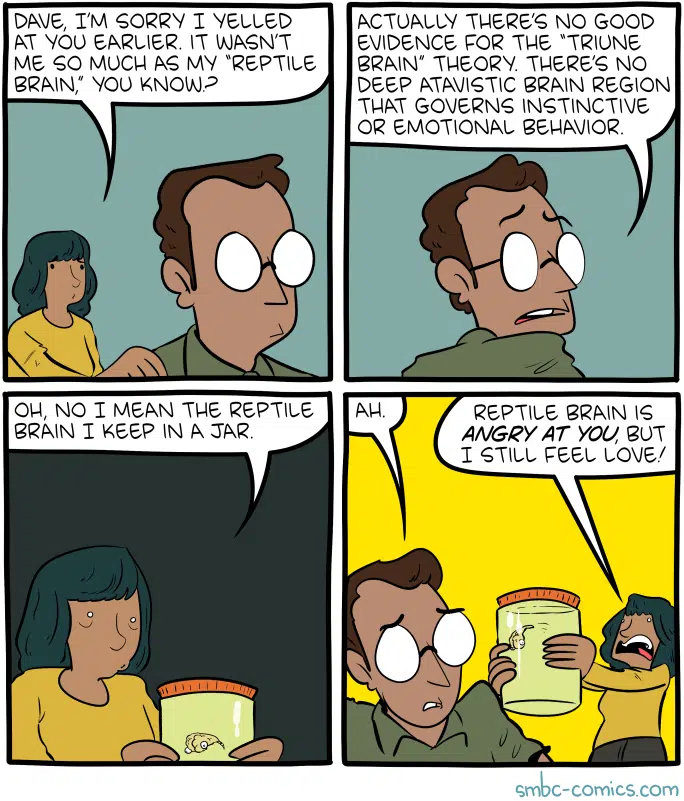 DAVE, I'M SORRY I YELLED
AT YOU EARLIER. IT WASN'T
ME SO MUCH AS MY "REPTILE
BRAIN," YOU KNOW?
ACTUALLY THERE'S NO GOOD
EVIDENCE FOR THE "TRIUNE
BRAIN" THEORY. THERE'S NO
DEEP ATAVISTIC BRAIN REGION
THAT GOVERNS INSTINCTIVE
OR EMOTIONAL BEHAVIOR.
OH, NO I MEAN THE REPTILE
BRAIN I KEEP IN A JAR.
AH.
REPTILE BRAIN IS
ANGRY AT YOU, BUT
I STILL FEEL LOVE!
smbc-comics.com